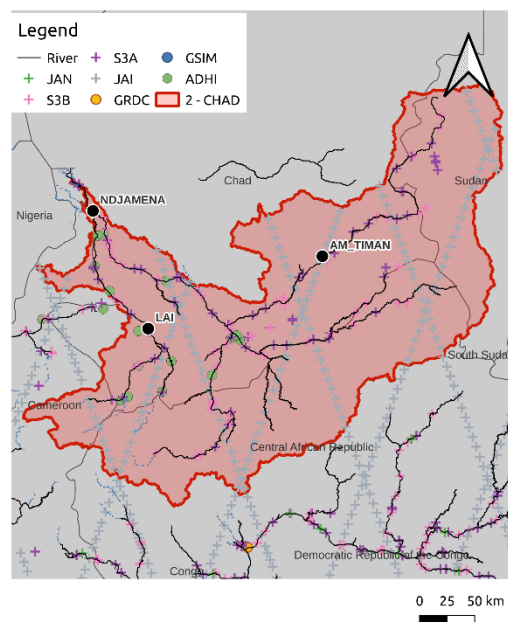 Legend
River S3A GSIM
JAN JAI ADHI
S3B GRDC 2 - CHAD
NDJAMENA
Chad
Sudan
Nigeria
AM_TIMAN
LAI
South Suda
Cameroon
Central African Republic
Democratic Republic of the Congo
Congo
0 25 50 km